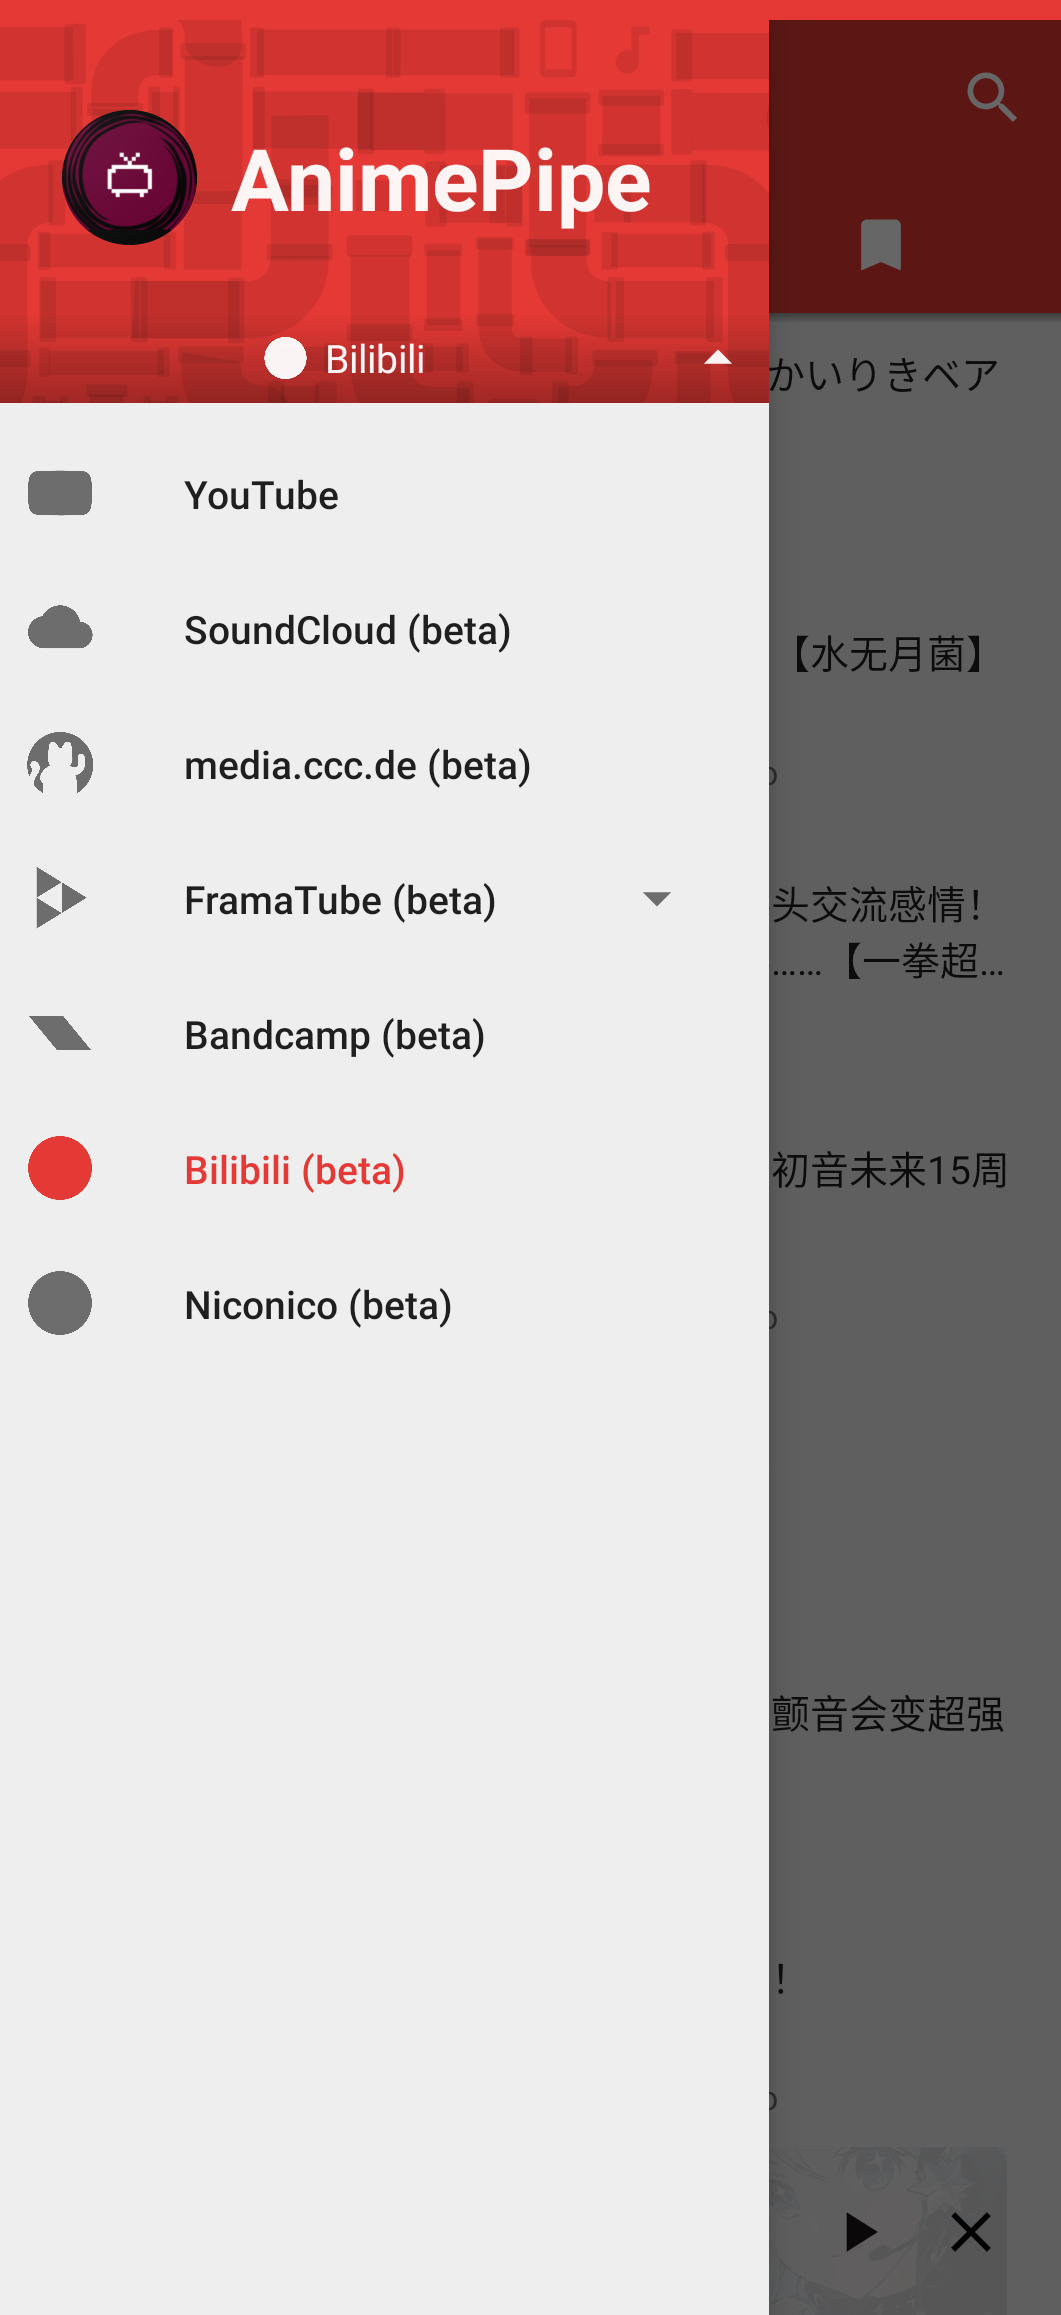 AnimePipe
Bilibili
YouTube
SoundCloud (beta)
media.ccc.de (beta)
FramaTube (beta)
Bandcamp (beta)
Bilibili (beta)
Niconico (beta)
かいりきベア
【水无月菌】
头交流感情！
……【一拳超…
初音未来15周
颤音会变超强
！